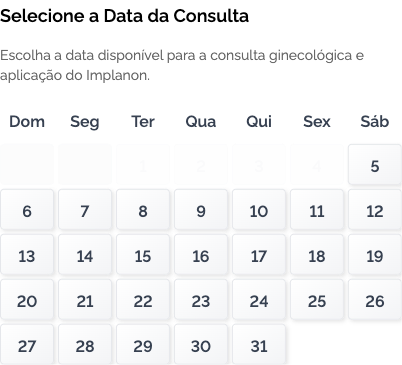 Selecione a Data da Consulta
Escolha a data disponível para a consulta ginecológica e
aplicação do Implanon.
Dom Seg Ter Qua Qui Sex Sáb
1 2 3 4 5
6 7 8 9 10 11 12
13 14 15 16 17 18 19
20 21 22 23 24 25 26
27 28 29 30 31